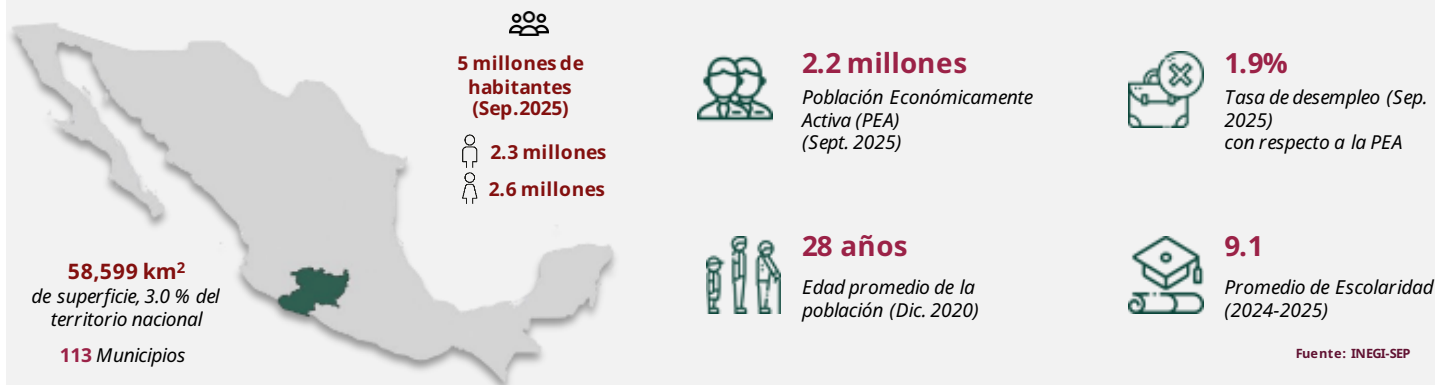 5 millones de
habitantes
(Sep.2025)
2.3 millones
2.6 millones
58,599 km²
de superficie, 3.0 % del
territorio nacional
113 Municipios
2.2 millones
Población Económicamente
Activa (PEA)
(Sept. 2025)
1.9%
Tasa de desempleo (Sep.
2025)
con respecto a la PEA
28 años
Edad promedio de la
población (Dic. 2020)
9.1
Promedio de Escolaridad
(2024-2025)
Fuente: INEGI-SEP